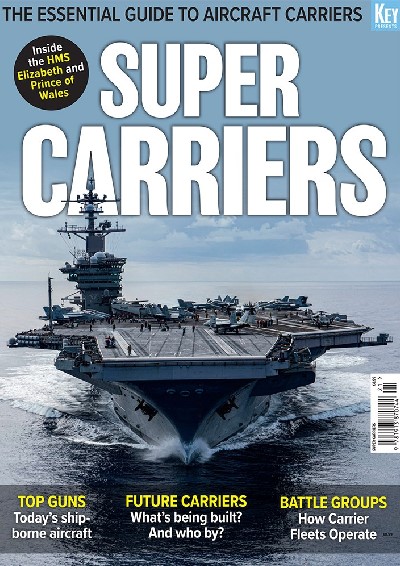 THE ESSENTIAL GUIDE TO AIRCRAFT CARRIERS
KEY
Inside
the HMS
Elizabeth and
Prince of
Wales
SUPER
CARRIERS
TOP GUNS
Today's ship-
borne aircraft
FUTURE CARRIERS
What's being built?
And who by?
BATTLE GROUPS
How Carrier
Fleets Operate